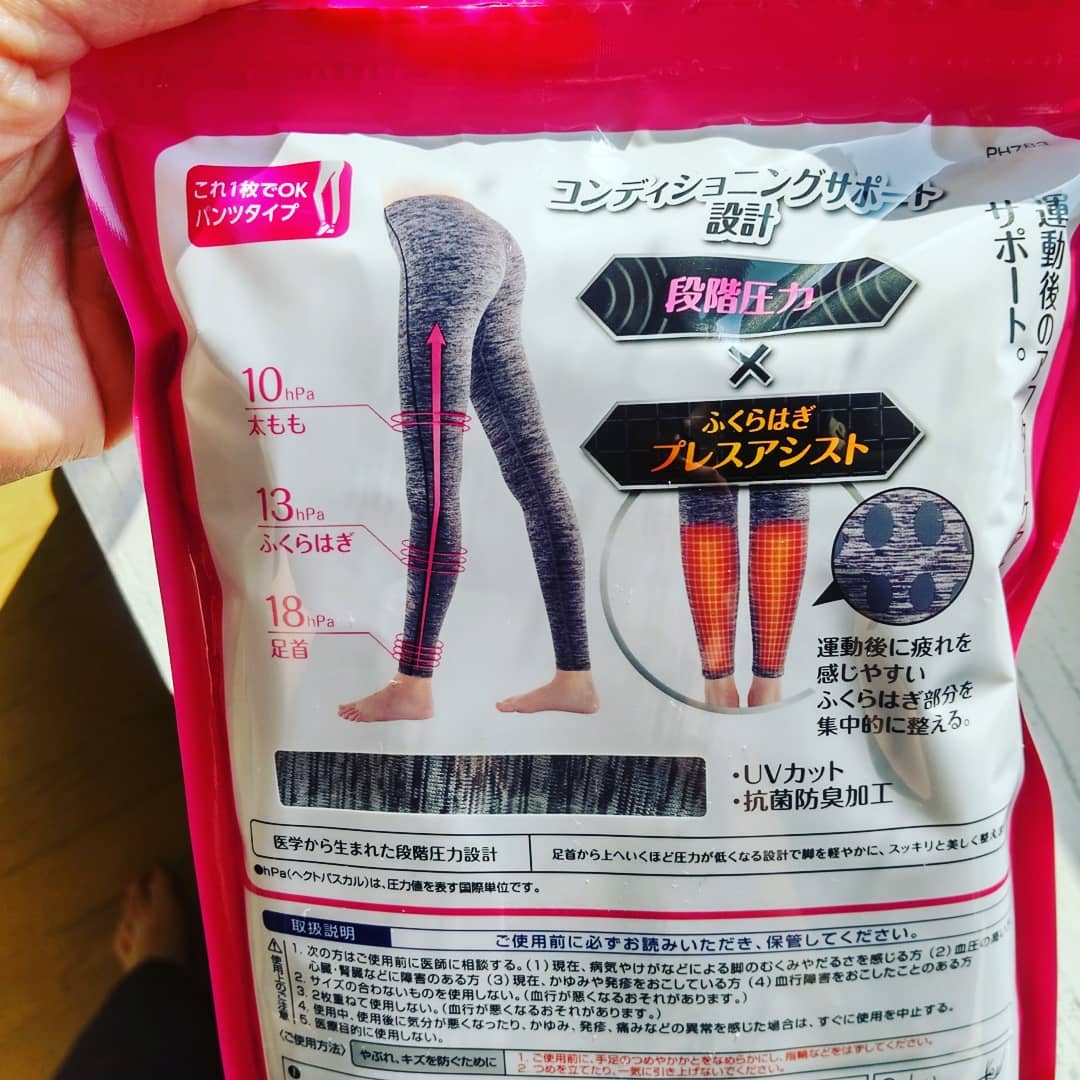 PH783
これ1枚でOK
パンツタイプ
コンディショニングサポート
設計
運動後の
サポート。
段階圧力
×
ふくらはぎ
プレスアシスト
10hPa
太もも
13hPa
ふくらはぎ
18hPa
足首
運動後に疲れを
感じやすい
ふくらはぎ部分を
集中的に整える。
・UVカット
・抗菌防臭加工
医学から生まれた段階圧力設計
足首から上へいくほど圧力が低くなる設計で脚を軽やかに、スッキリと美しく整え
●hPa(ヘクトパスカル)は、圧力値を表す国際単位です。
取扱説明
ご使用前に必ずお読みいただき、保管してください。
使用上のご注意
1. 次の方はご使用前に医師に相談する。(1)現在、病気やけがなどによる脚のむくみやだるさを感じる方 (2)血圧の高い方
心臓・腎臓などに障害のある方 (3)現在、かゆみや発疹をおこしている方 (4)血行障害をおこしたことのある方
2. サイズの合わないものを使用しない。(血行が悪くなるおそれがあります。)
3. 2枚重ねて使用しない。(血行が悪くなるおそれがあります。)
4. 使用中、使用後に気分が悪くなったり、かゆみ、発疹、痛みなどの異常を感じた場合は、すぐに使用を中止する。
5. 医療目的に使用しない。
〈ご使用方法〉
やぶれ、キズを防ぐために
1. ご使用前に、手足のつめやかかとをなめらかにし、指輪などをはずしてください。
2 つめを立てたり、一気に引き上げないでください。